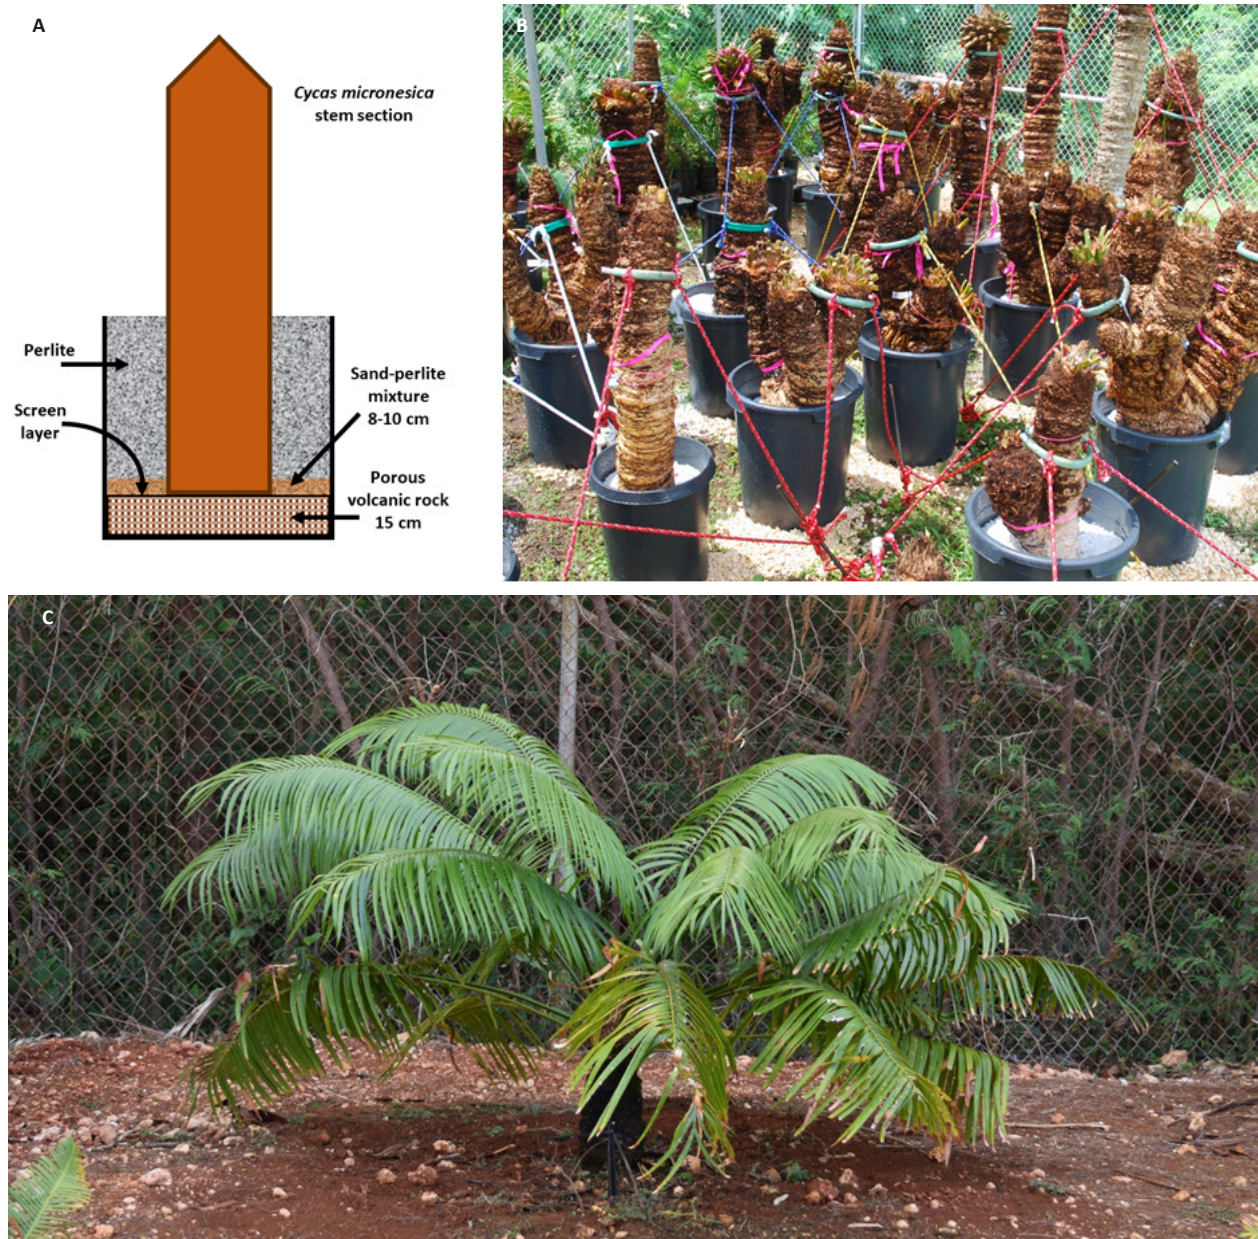 A
Cycas micronesica
stem section
Perlite
Screen
layer
Sand-perlite
mixture
8-10 cm
Porous
volcanic rock
15 cm
B
C